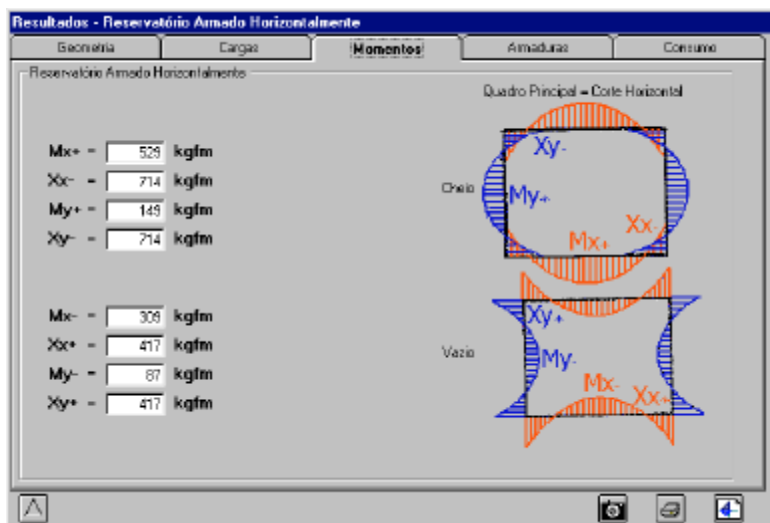 Resultados - Reservatório Armado Horizontalmente
Geometria Cargas Momentos Armaduras Consumo
Reservatório Armado Horizontalmente
Quadro Principal = Corte Horizontal
Mx+ = 529 kgfm
Xx- = 714 kgfm
My+ = 149 kgfm
Xy- = 714 kgfm
Cheio
Xy-
My+
Xx-
Mx+
Mx- = 309 kgfm
Xx+ = 417 kgfm
My- = 87 kgfm
Xy+ = 417 kgfm
Vazio
Xy+
My-
Mx-
Xx+